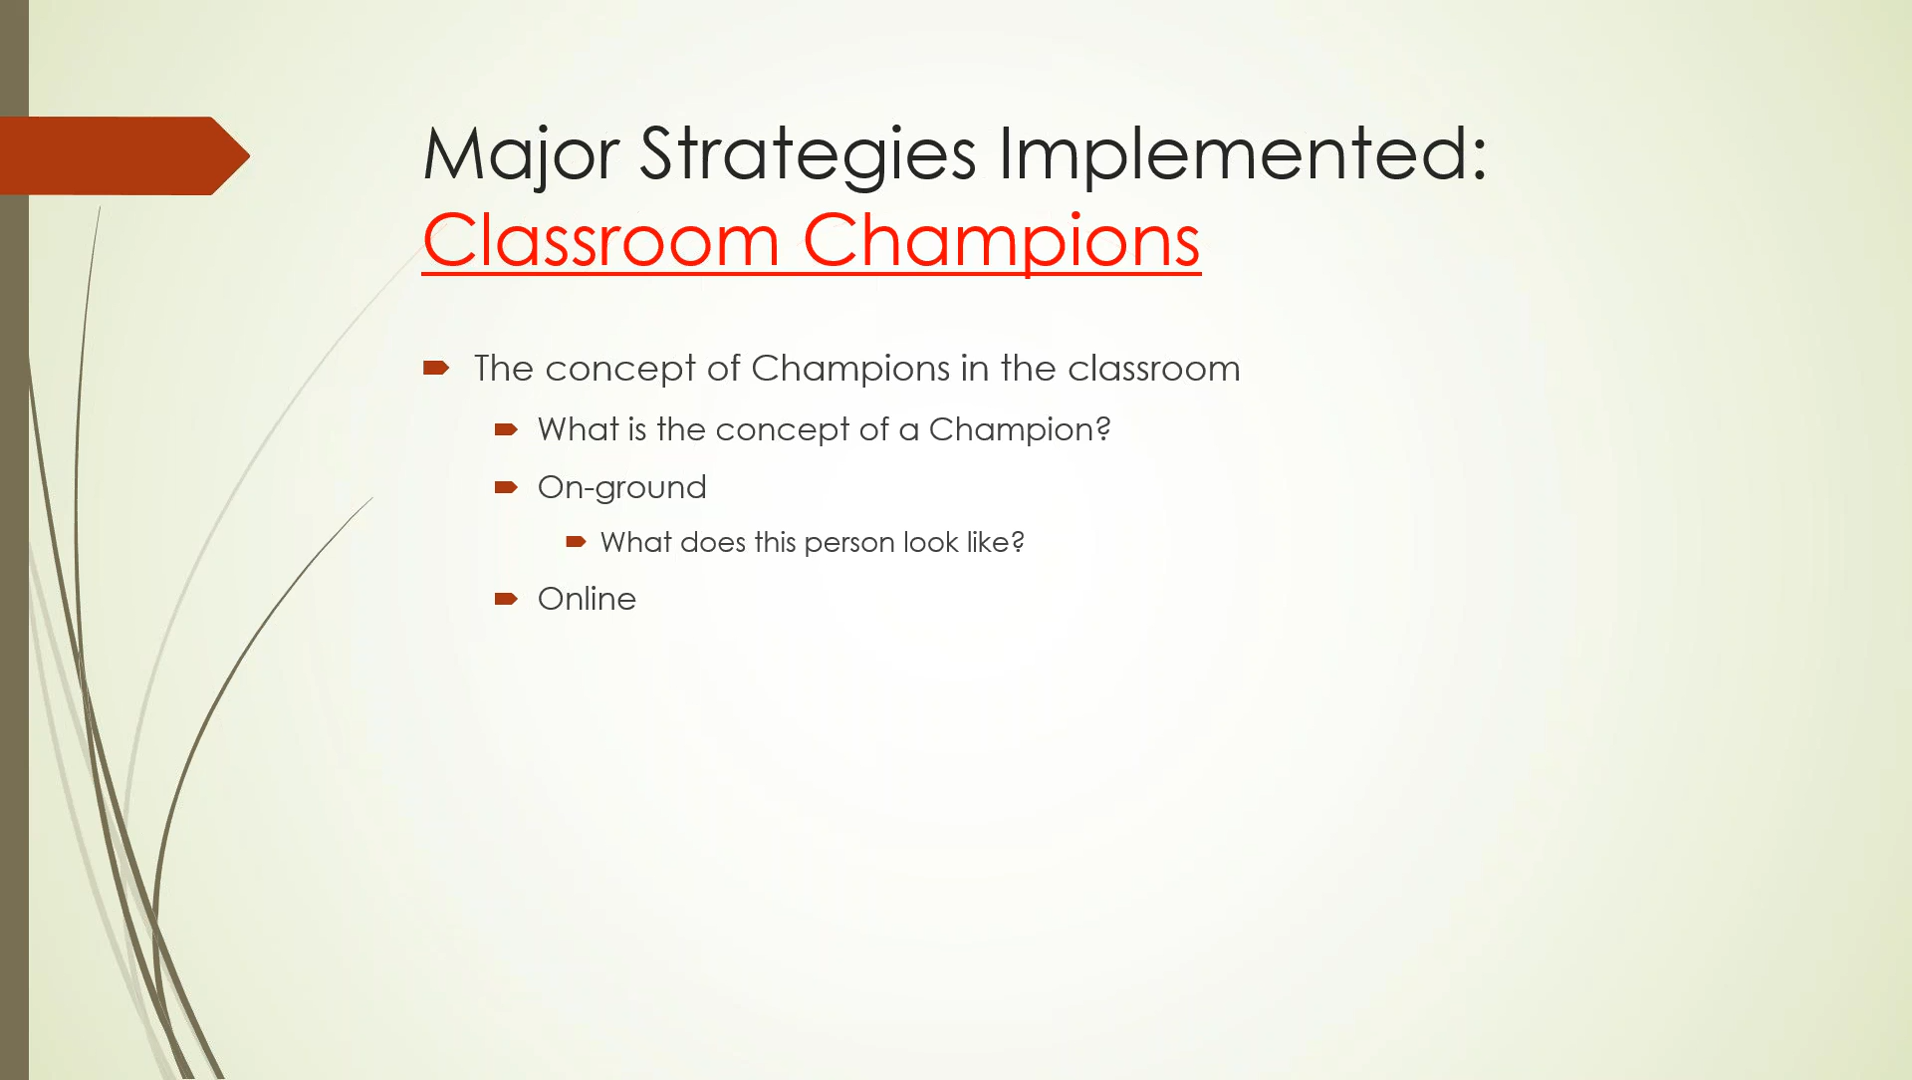 Major Strategies Implemented:
Classroom Champions
The concept of Champions in the classroom
What is the concept of a Champion?
On-ground
What does this person look like?
Online